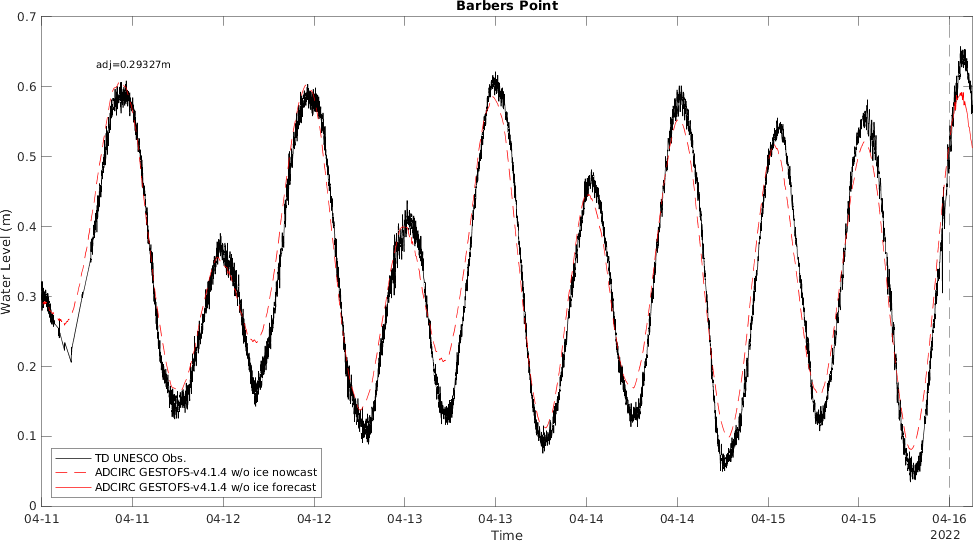 Barbers Point
0.7
0.6
0.5
0.4
0.3
0.2
0.1
0
Water Level (m)
adj=0.29327m
TD UNESCO Obs.
ADCIRC GESTOFS-v4.1.4 w/o ice nowcast
ADCIRC GESTOFS-v4.1.4 w/o ice forecast
04-11 04-11 04-12 04-12 04-13 04-13 04-14 04-14 04-15 04-15 04-16
Time
2022